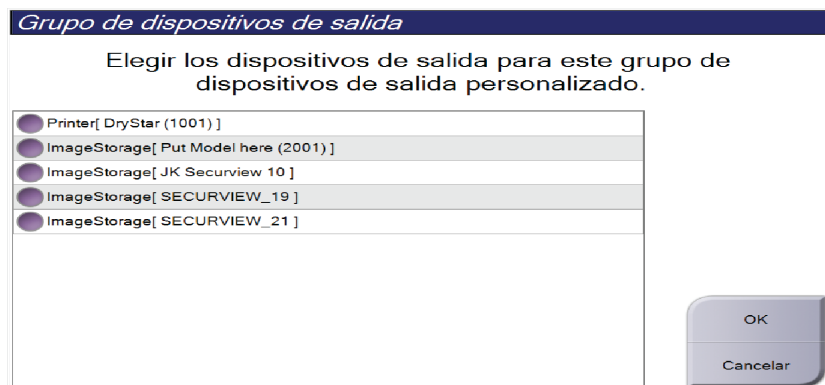 Grupo de dispositivos de salida
Elegir los dispositivos de salida para este grupo de
dispositivos de salida personalizado.
Printer[ DryStar (1001) ]
ImageStorage[ Put Model here (2001) ]
ImageStorage[ JK Securview 10 ]
ImageStorage[ SECURVIEW_19 ]
ImageStorage[ SECURVIEW_21 ]
OK
Cancelar